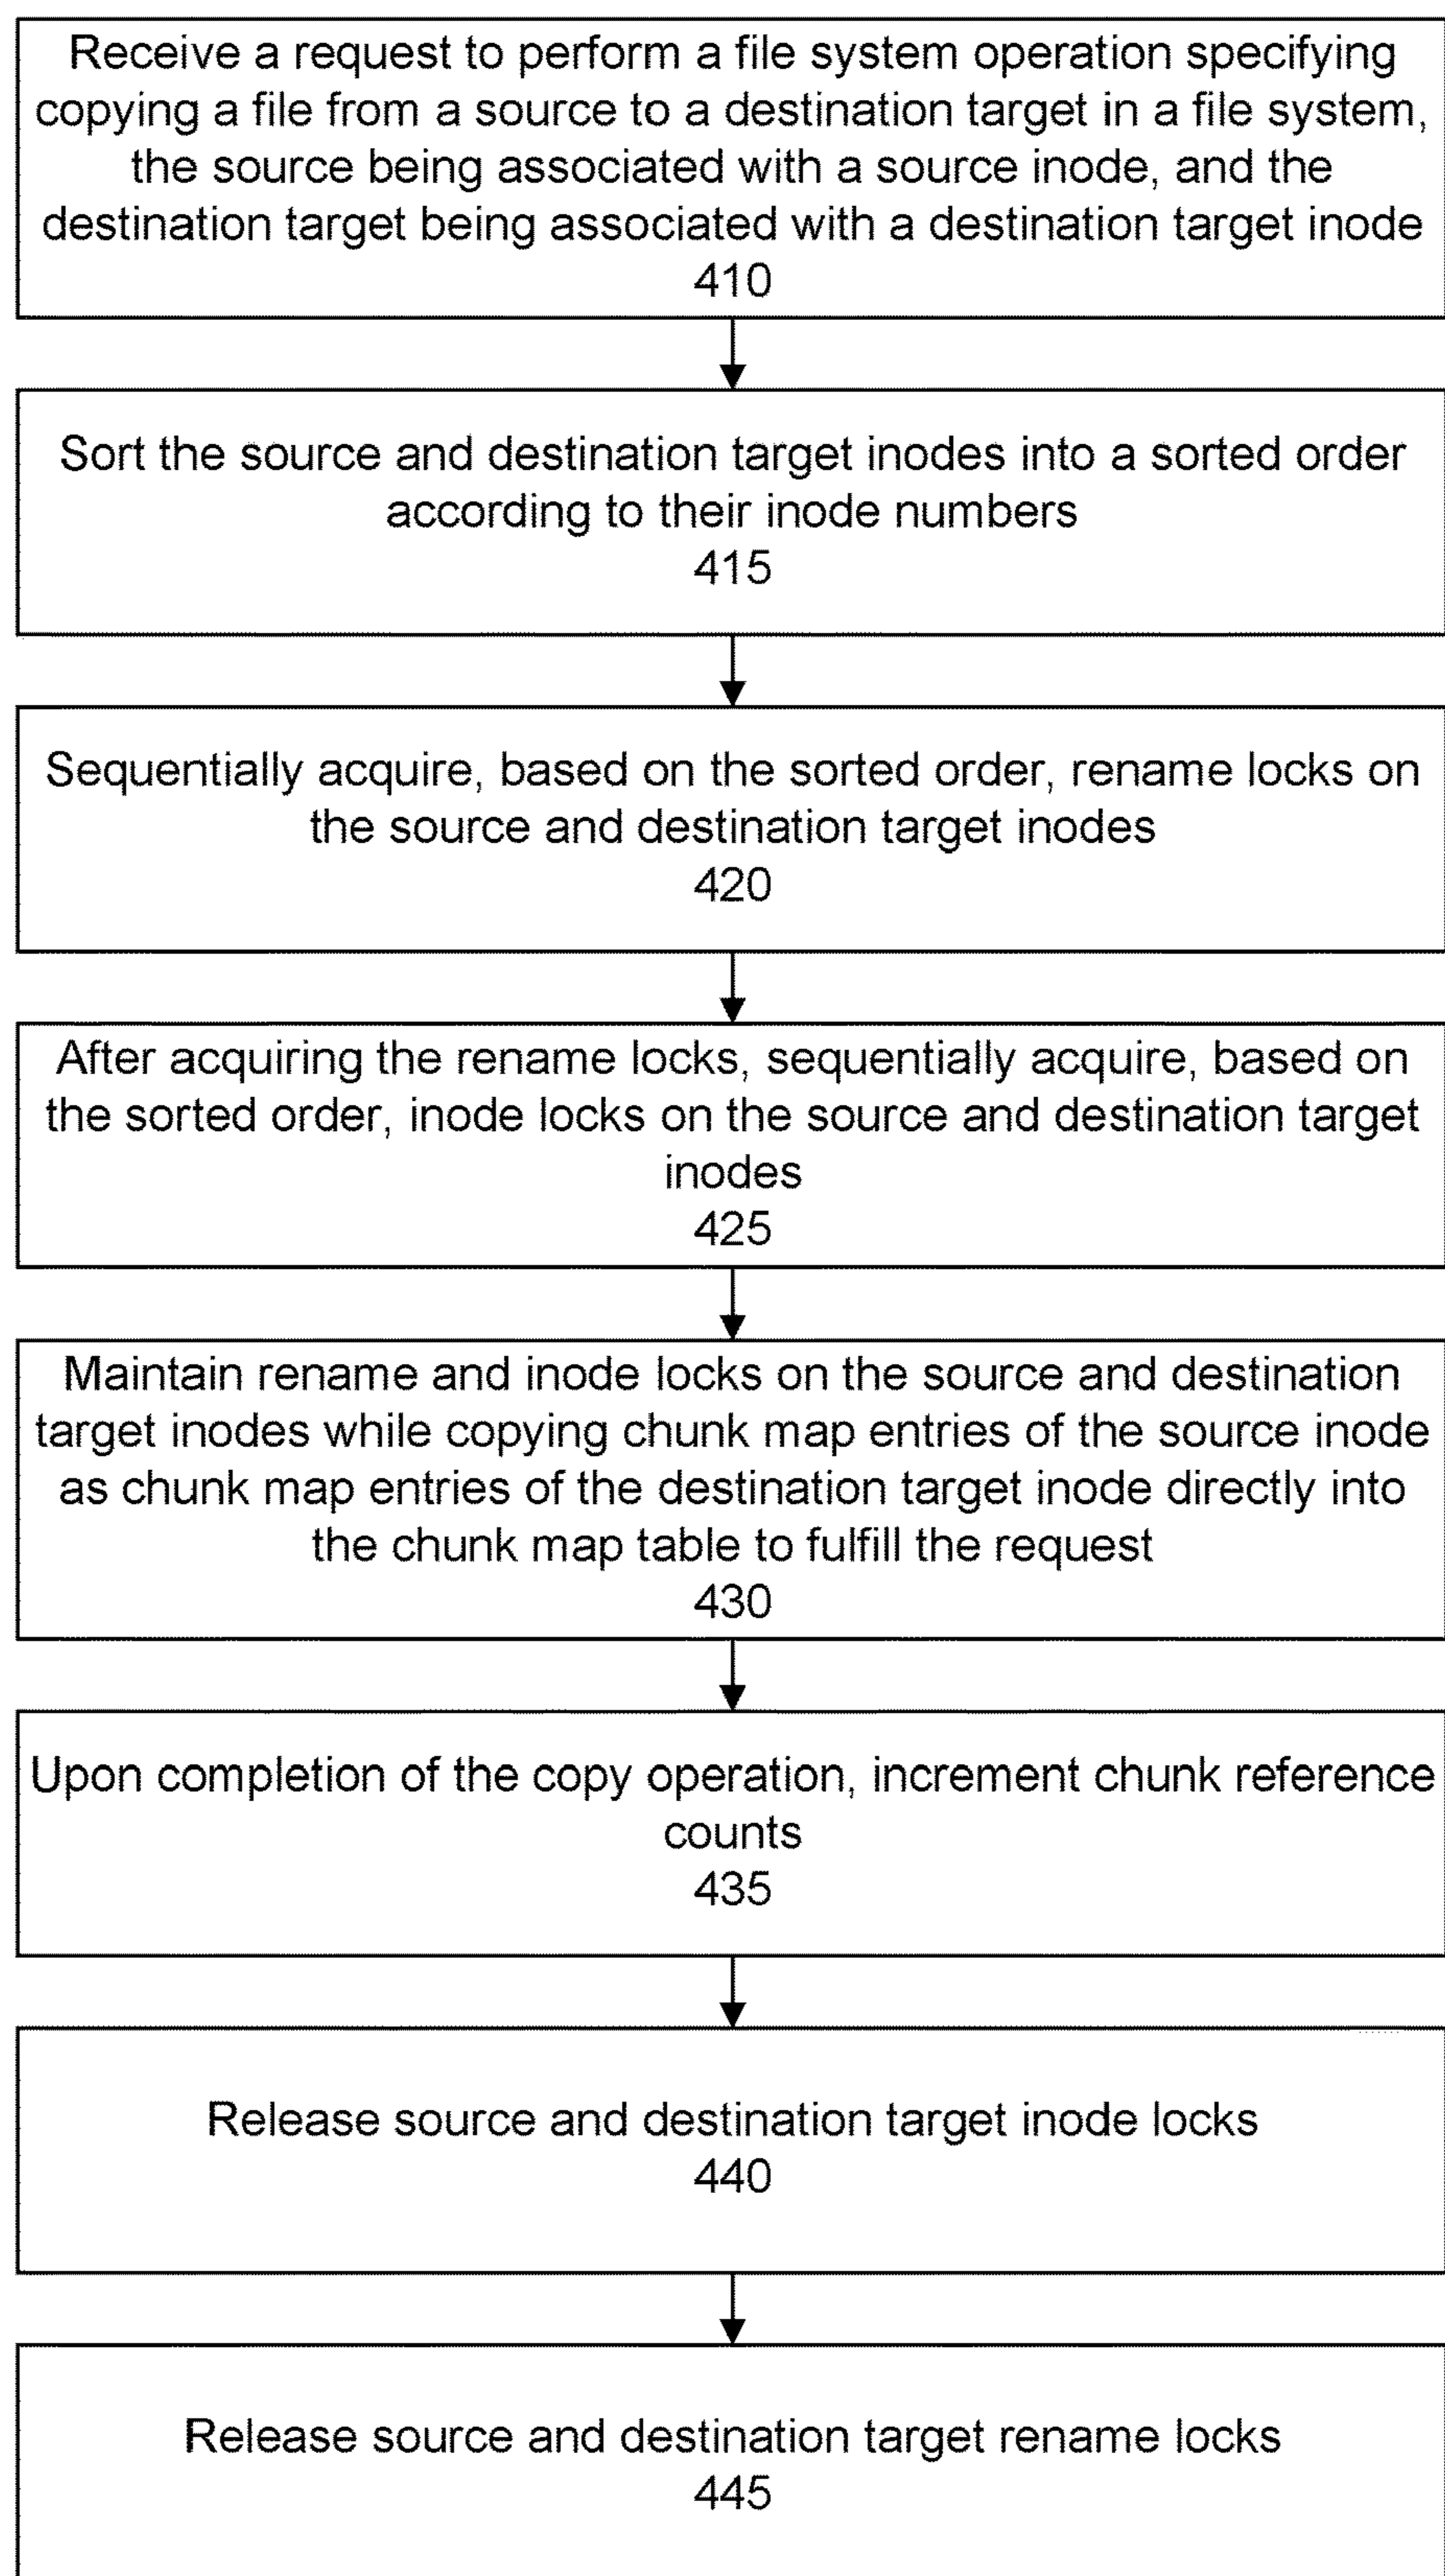 Receive a request to perform a file system operation specifying
copying a file from a source to a destination target in a file system,
the source being associated with a source inode, and the
destination target being associated with a destination target inode
410
Sort the source and destination target inodes into a sorted order
according to their inode numbers
415
Sequentially acquire, based on the sorted order, rename locks on
the source and destination target inodes
420
After acquiring the rename locks, sequentially acquire, based on
the sorted order, inode locks on the source and destination target
inodes
425
Maintain rename and inode locks on the source and destination
target inodes while copying chunk map entries of the source inode
as chunk map entries of the destination target inode directly into
the chunk map table to fulfill the request
430
Upon completion of the copy operation, increment chunk reference
counts
435
Release source and destination target inode locks
440
Release source and destination target rename locks
445